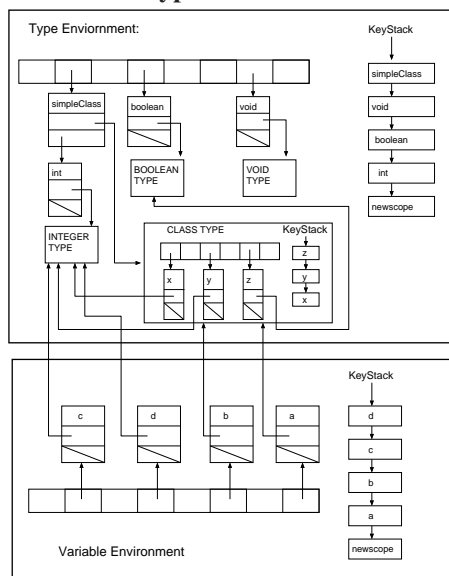 Type Enviornment:
KeyStack
simpleClass
void
boolean
int
newscope
simpleClass
boolean
void
int
BOOLEAN
TYPE
VOID
TYPE
INTEGER
TYPE
CLASS TYPE
KeyStack
x
y
z
z
y
x
KeyStack
d
c
b
a
newscope
c
d
b
a
Variable Environment